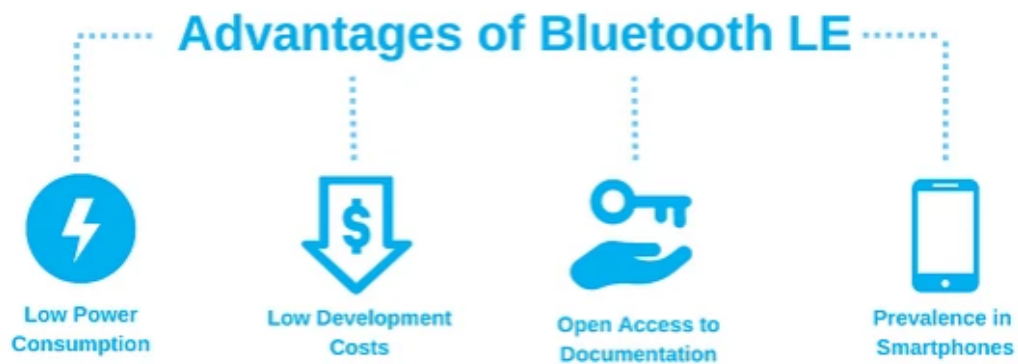 Advantages of Bluetooth LE
$
Low Power
Consumption
Low Development
Costs
Open Access to
Documentation
Prevalence in
Smartphones